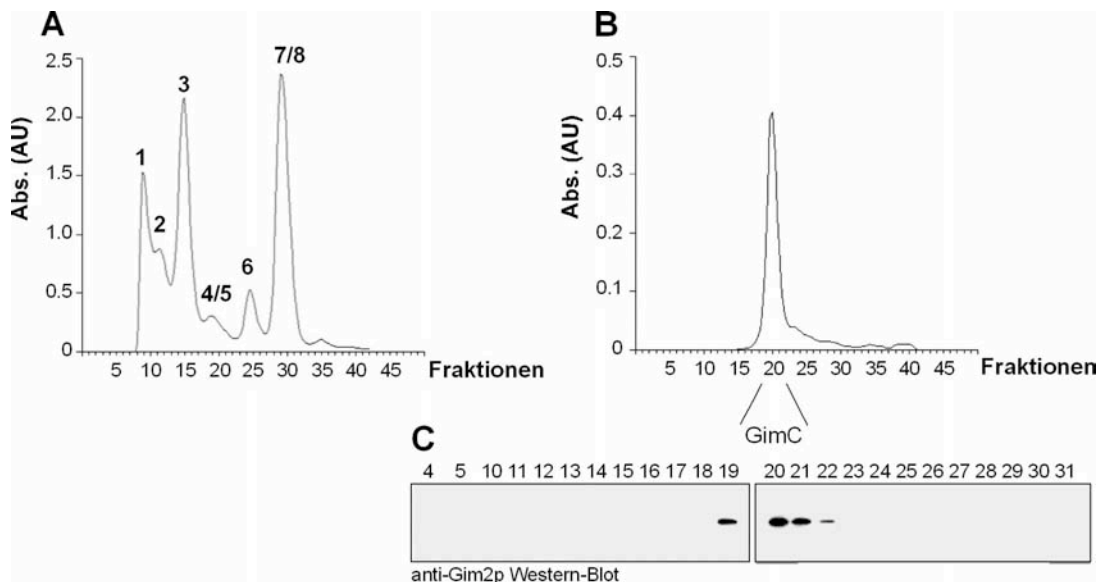 A
B
7/8
2.5
3
2.0
1
1.5
2
1.0
6
4/5
0.5
0
Abs. (AU)
5 10 15 20 25 30 35 40 45 Fraktionen
0.5
0.4
0.3
0.2
0.1
0
Abs. (AU)
5 10 15 20 25 30 35 40 45 Fraktionen
GimC
C
4 5 10 11 12 13 14 15 16 17 18 19 20 21 22 23 24 25 26 27 28 29 30 31
anti-Gim2p Western-Blot